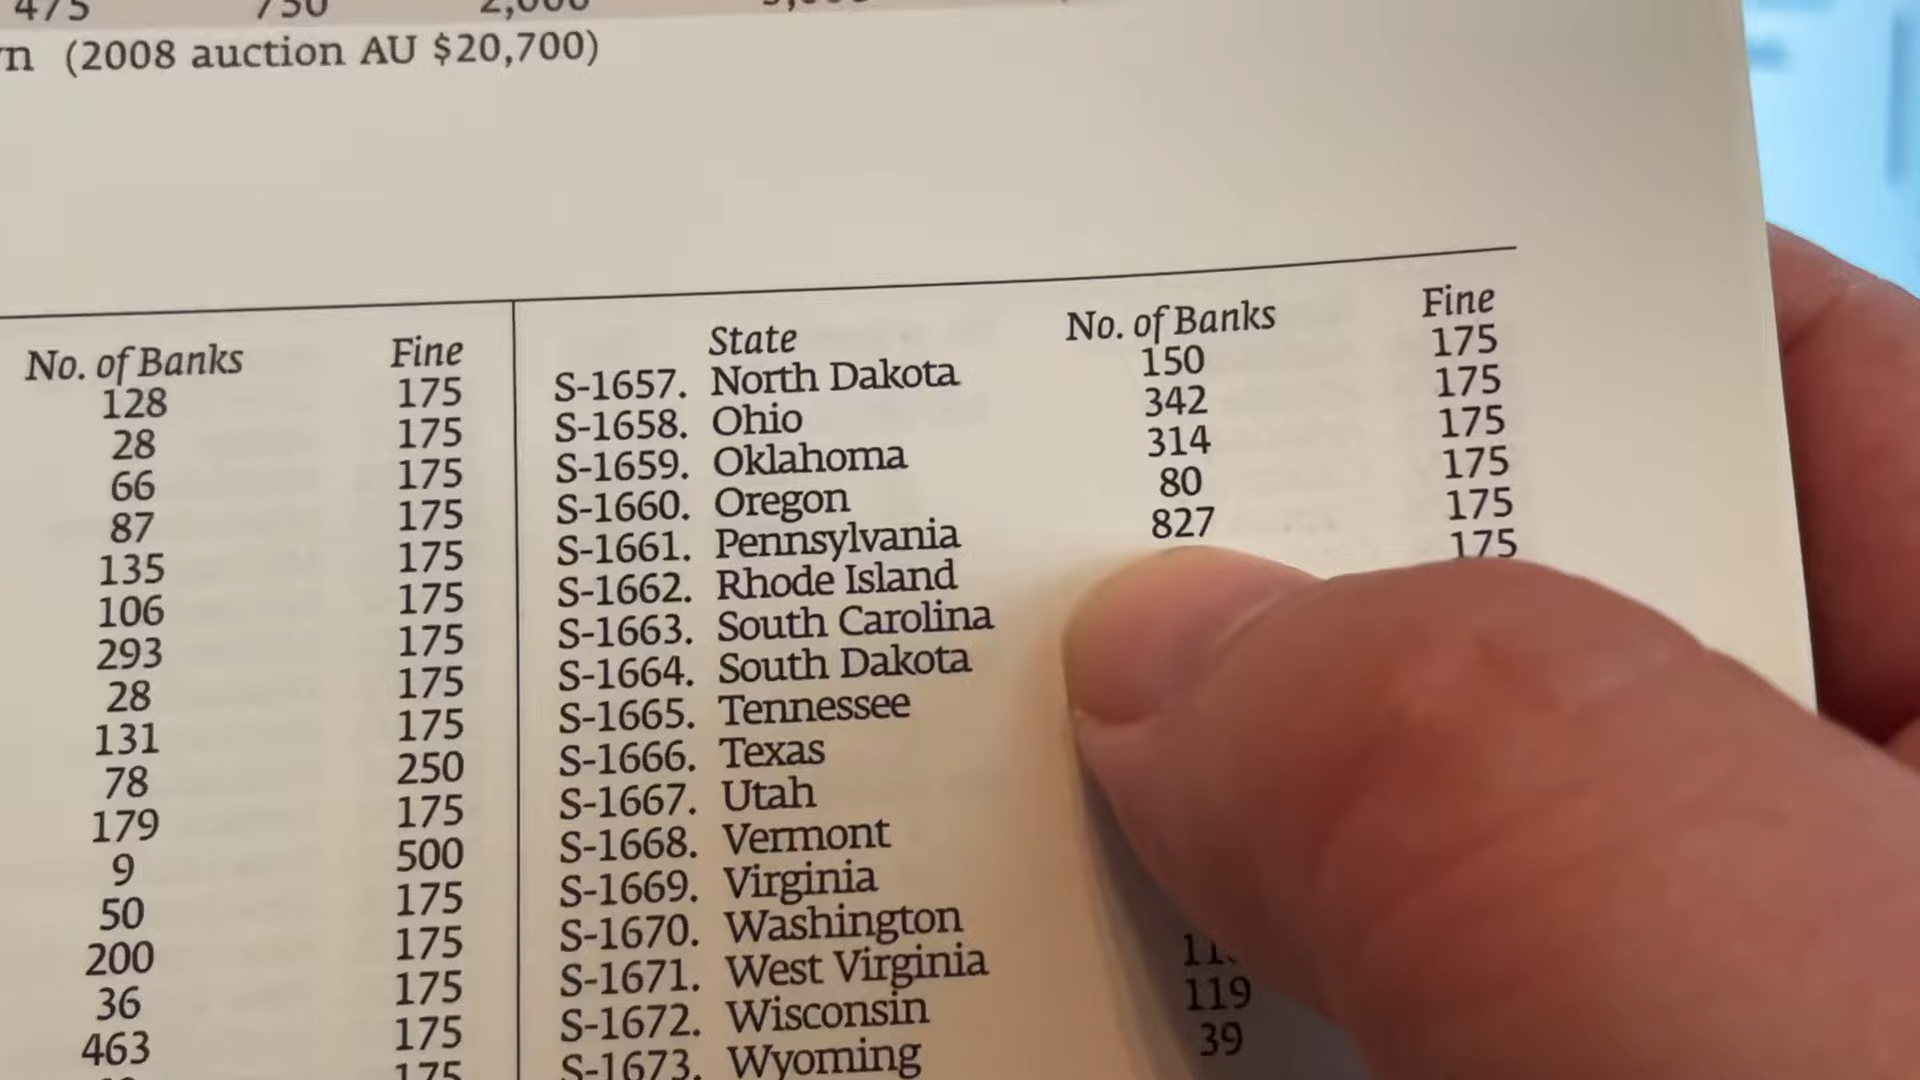 475 750 2,000
(2008 auction AU $20,700)
No. of Banks Fine State No. of Banks Fine
128 175 S-1657. North Dakota 150 175
28 175 S-1658. Ohio 342 175
66 175 S-1659. Oklahoma 314 175
87 175 S-1660. Oregon 80 175
135 175 S-1661. Pennsylvania 827 175
106 175 S-1662. Rhode Island 175
293 175 S-1663. South Carolina
28 175 S-1664. South Dakota
131 175 S-1665. Tennessee
78 250 S-1666. Texas
179 175 S-1667. Utah
9 500 S-1668. Vermont
50 175 S-1669. Virginia
200 175 S-1670. Washington
36 175 S-1671. West Virginia
463 175 S-1672. Wisconsin 119
175 S-1673. Wyoming 39